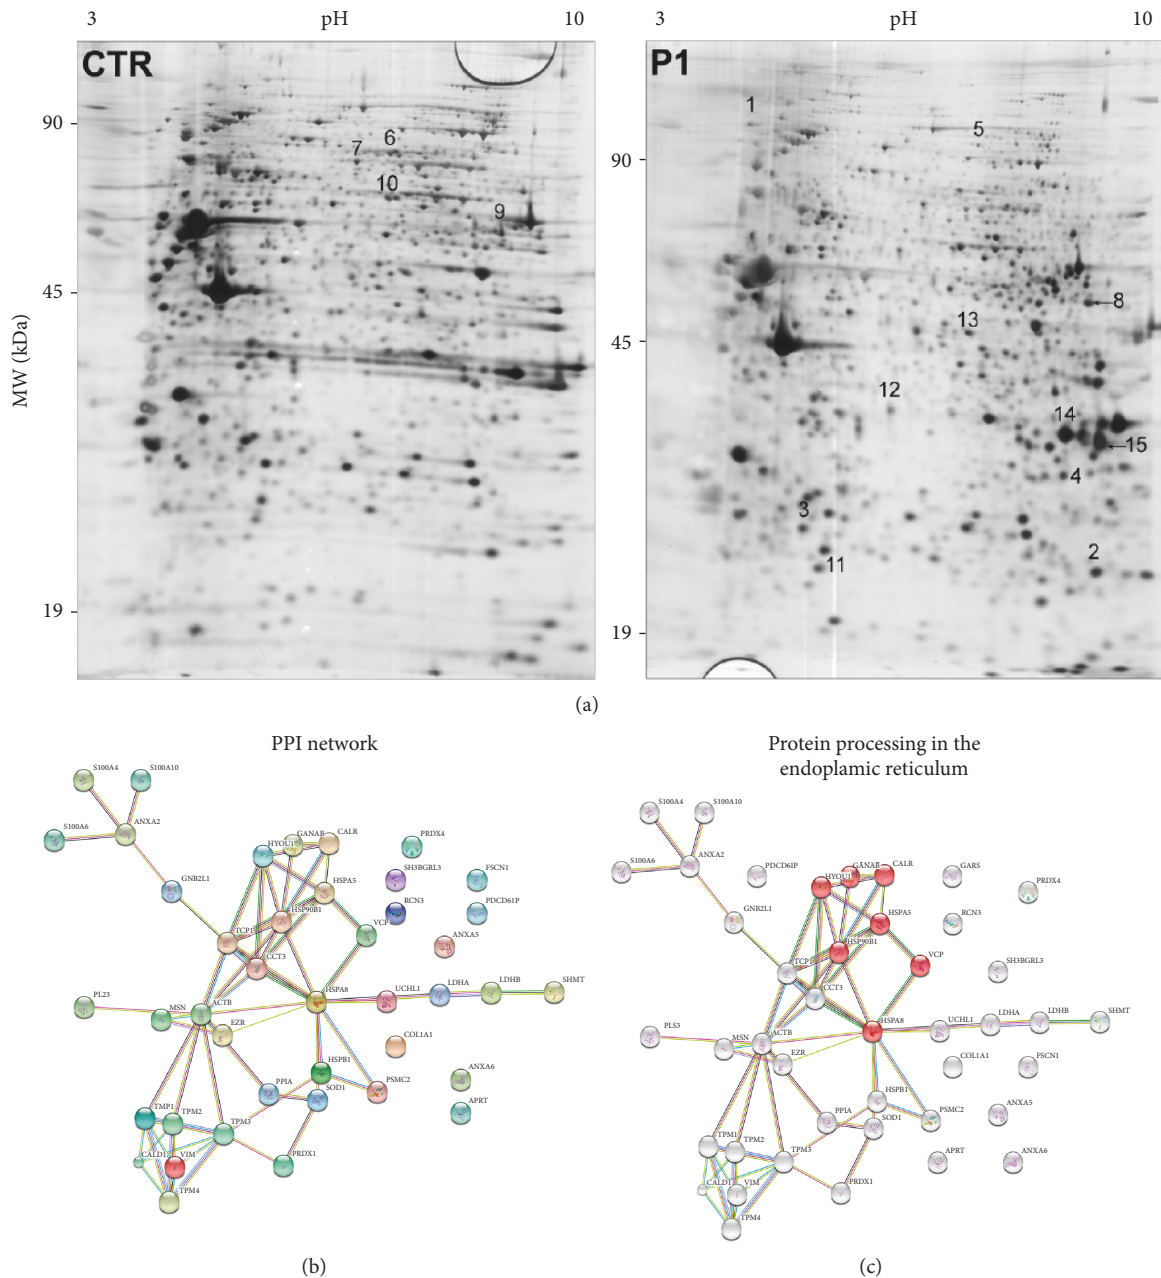 3 pH 10 3 pH 10
CTR P1
MW (kDa)
90
45
19
90
45
19
6
7
10
9
1
5
8
13
12
14
15
4
3
11
2
(a)
PPI network
S100A4 S100A10
S100A6 ANXA2
GNB2L1
HYOU1 GANAB CALR
HSPA5
HSP90B1
TCP1
CCT3
VCP
PRDX4
SH3BGRL3 FSCN1
RCN3 PDCD61P
ANXA5
PL23 MSN ACTB HSPA8 UCHL1 LDHA LDHB SHMT
EZR
COL1A1
HSPB1
PPIA SOD1 PSMC2
ANXA6
APRT
TMP1 TPM2 TPM3
CALD1 VIM
PRDX1
TPM4
(b)
Protein processing in the
endoplamic reticulum
S100A4 S100A10
S100A6 ANXA2
PDCD6IP
GNB2L1
HYOU1 GANAB CALR
GARS
PRDX4
HSPA5
RCN3
HSP90B1
VCP
TCP1
SH3BGRL3
CCT3
PLS3 MSN ACTB HSPA8 UCHL1 LDHA LDHB SHMT
EZR
COL1A1 FSCN1
HSPB1
PPIA SOD1 PSMC2
ANXA5
TPM1 TPM2 TPM3
APRT ANXA6
CALD1 VIM
PRDX1
TPM4
(c)